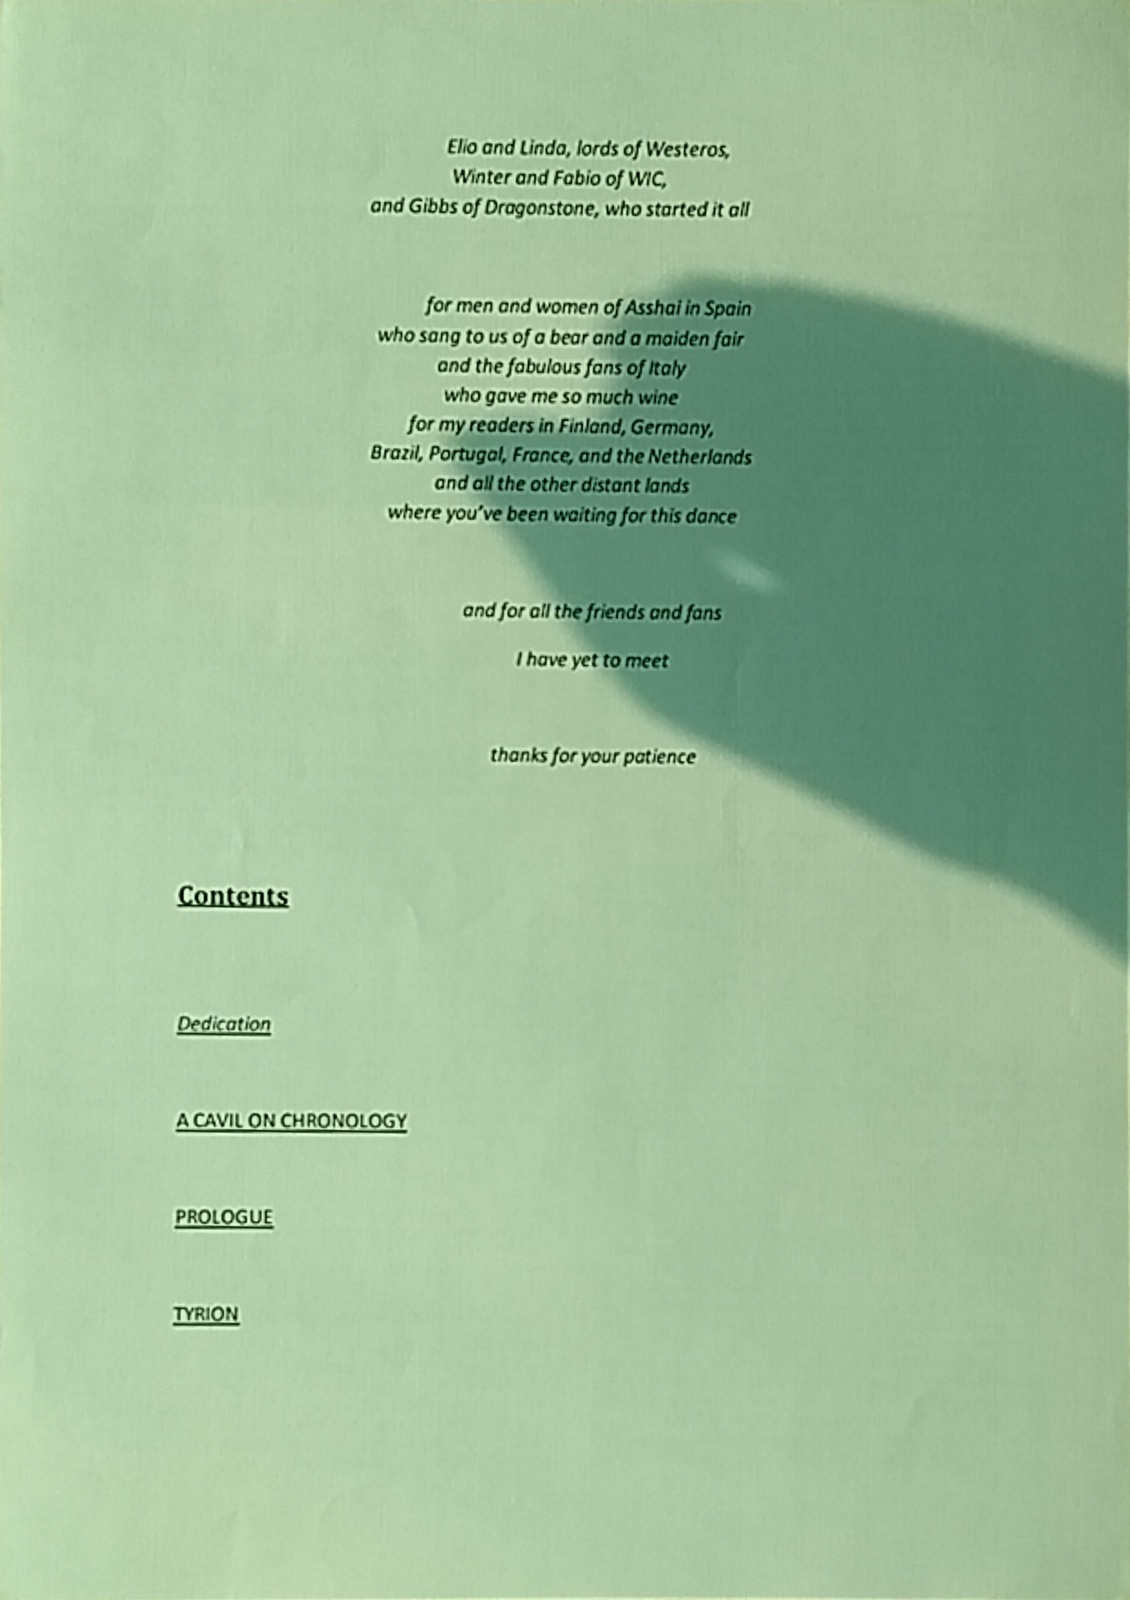 Elio and Linda, lords of Westeros,
Winter and Fabio of WIC,
and Gibbs of Dragonstone, who started it all
for men and women of Asshai in Spain
who sang to us of a bear and a maiden fair
and the fabulous fans of Italy
who gave me so much wine
for my readers in Finland, Germany,
Brazil, Portugal, France, and the Netherlands
and all the other distant lands
where you've been waiting for this dance
and for all the friends and fans
I have yet to meet
thanks for your patience
Contents
Dedication
A CAVIL ON CHRONOLOGY
PROLOGUE
TYRION